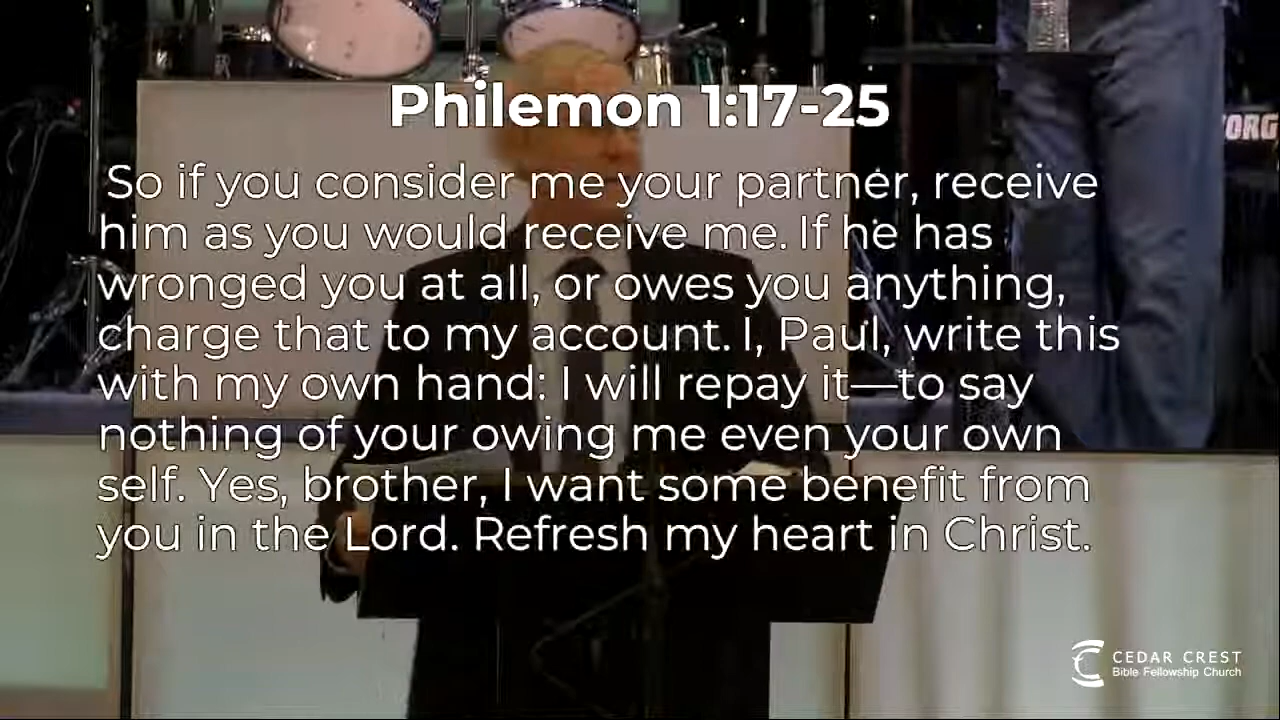 Philemon 1:17-25
So if you consider me your partner, receive
him as you would receive me. If he has
wronged you at all, or owes you anything,
charge that to my account. I, Paul, write this
with my own hand: I will repay it—to say
nothing of your owing me even your own
self. Yes, brother, I want some benefit from
you in the Lord. Refresh my heart in Christ.
CEDAR CREST
Bible Fellowship Church